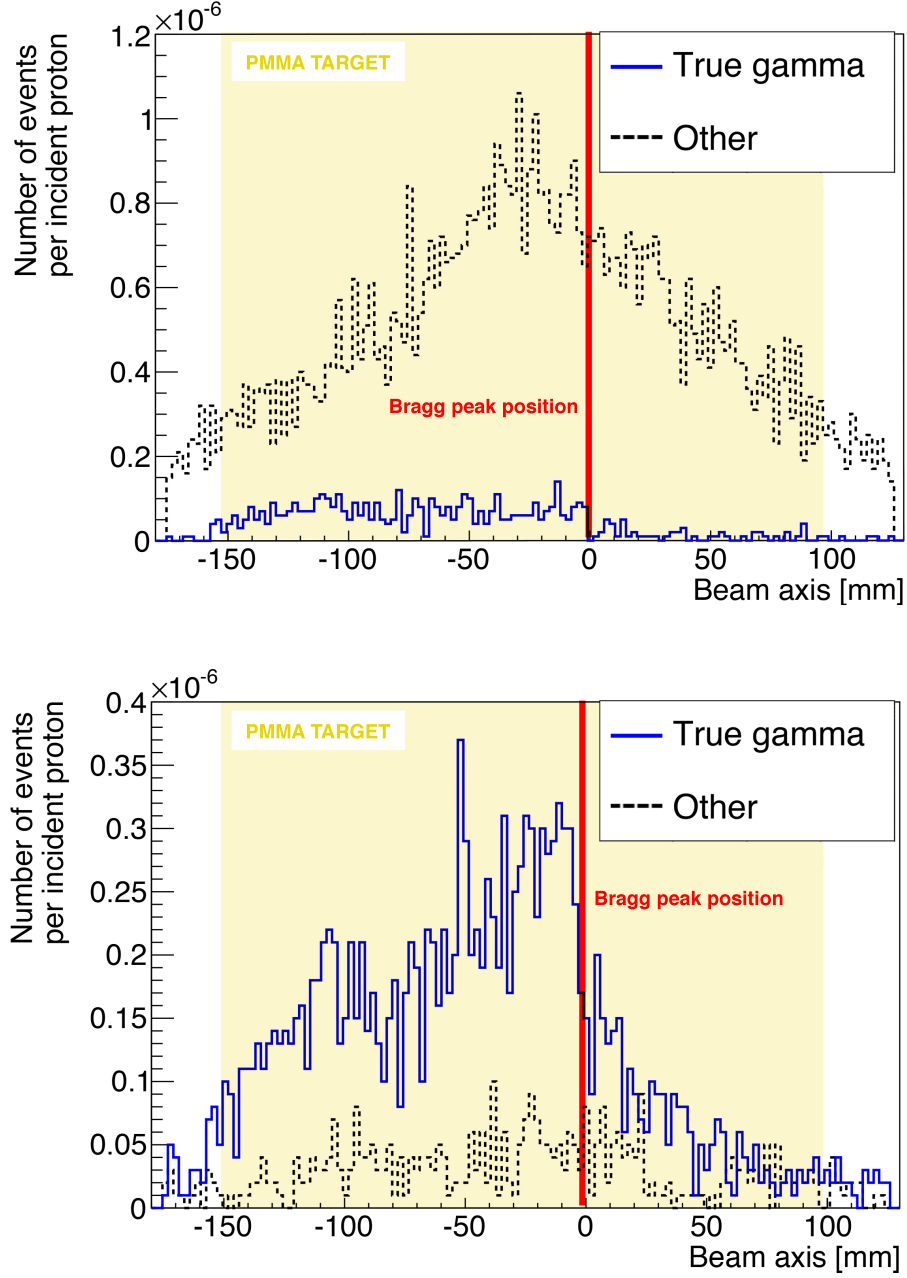 ×10-6
Number of events
per incident proton
1.2
1
0.8
0.6
0.4
0.2
0
PMMA TARGET
True gamma
Other
Bragg peak position
-150 -100 -50 0 50 100
Beam axis [mm]
×10-6
Number of events
per incident proton
0.4
0.35
0.3
0.25
0.2
0.15
0.1
0.05
0
PMMA TARGET
True gamma
Other
Bragg peak position
-150 -100 -50 0 50 100
Beam axis [mm]